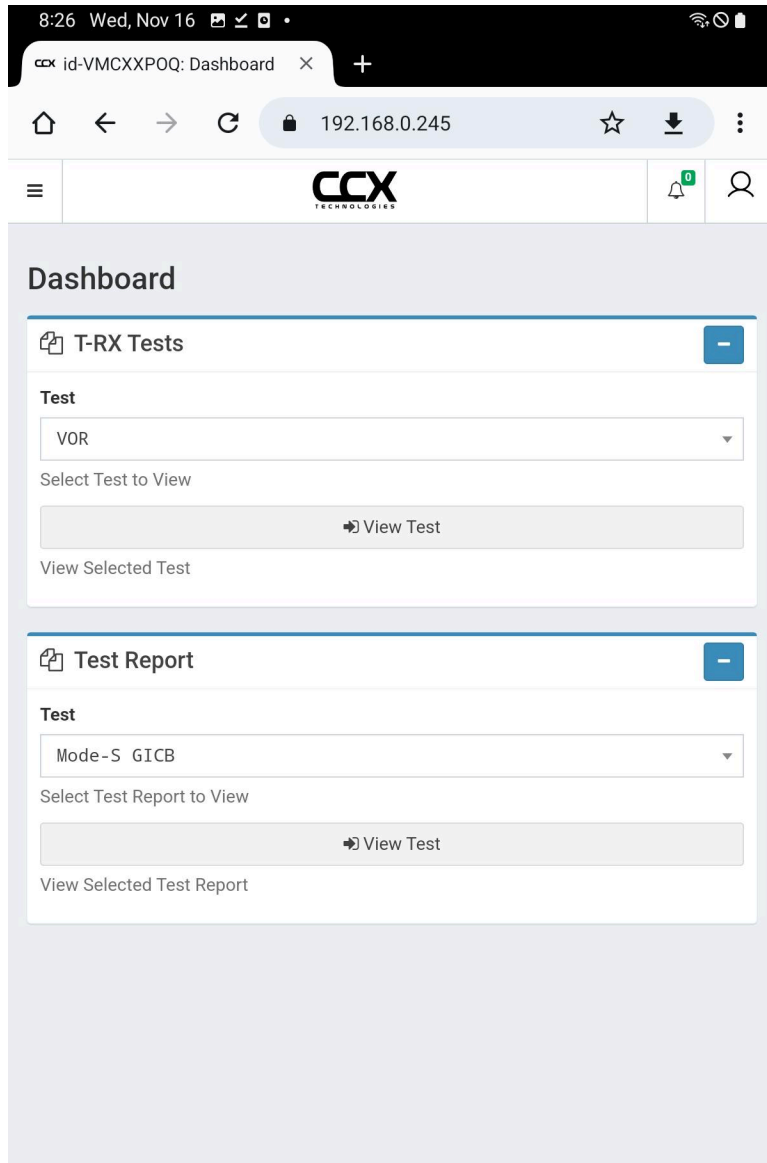 8:26 Wed, Nov 16
CCX id-VMCXXPOQ: Dashboard
192.168.0.245
CCX
TECHNOLOGIES
0
Dashboard
T-RX Tests
Test
VOR
Select Test to View
View Test
View Selected Test
Test Report
Test
Mode-S GICB
Select Test Report to View
View Test
View Selected Test Report